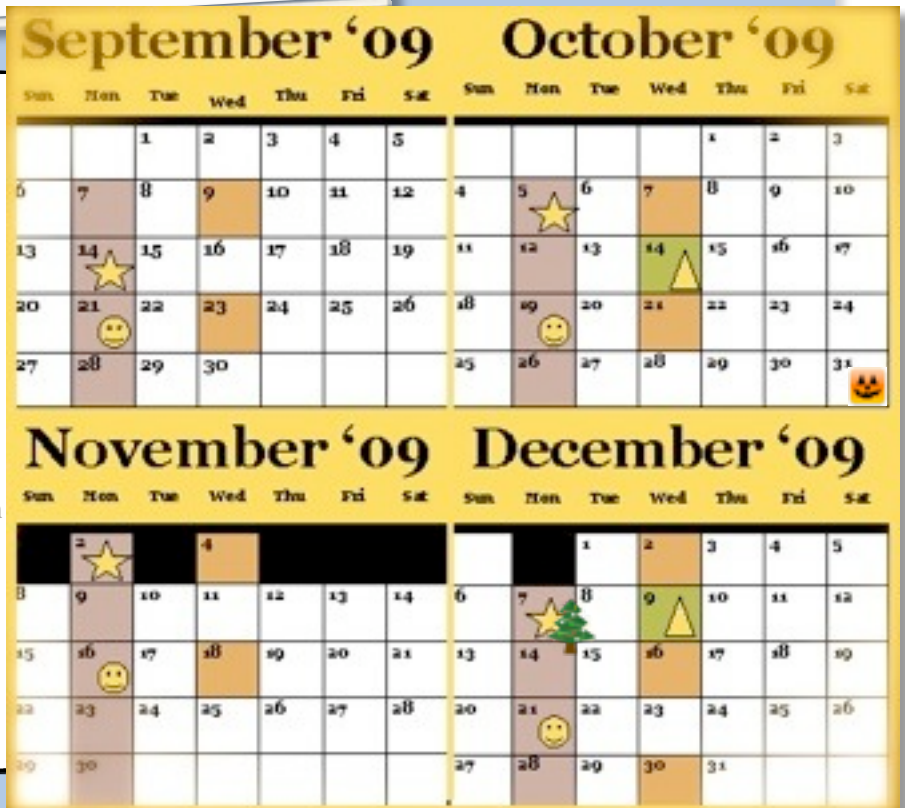 September ‘09
Sun Mon Tue Wed Thu Fri Sat
1 2 3 4 5
6 7 8 9 10 11 12
13 14 15 16 17 18 19
20 21 22 23 24 25 26
27 28 29 30
October ‘09
Sun Mon Tue Wed Thu Fri Sat
1 2 3
4 5 6 7 8 9 10
11 12 13 14 15 16 17
18 19 20 21 22 23 24
25 26 27 28 29 30 31
November ‘09
Sun Mon Tue Wed Thu Fri Sat
2 4
8 9 10 11 12 13 14
15 16 17 18 19 20 21
22 23 24 25 26 27 28
29 30
December ‘09
Sun Mon Tue Wed Thu Fri Sat
1 2 3 4 5
6 7 8 9 10 11 12
13 14 15 16 17 18 19
20 21 22 23 24 25 26
27 28 29 30 31